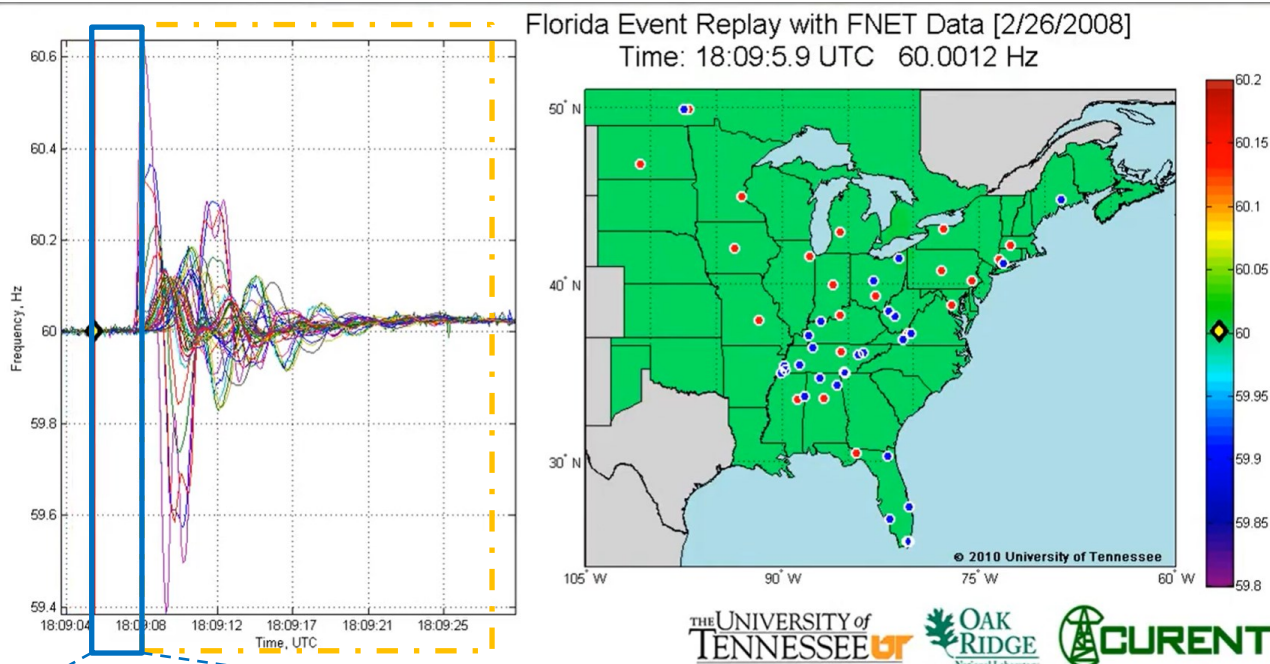 Florida Event Replay with FNET Data [2/26/2008]
Time: 18:09:5.9 UTC 60.0012 Hz
60.6
60.4
60.2
60
59.8
59.6
59.4
Frequency, Hz
18:09:04
18:09:08
18:09:12
18:09:17
18:09:21
18:09:25
Time, UTC
50° N
40° N
30° N
105° W
90° W
75° W
60° W
© 2010 University of Tennessee
60.2
60.15
60.1
60.05
60
59.95
59.9
59.85
59.8
THE UNIVERSITY of
TENNESSEE UT
OAK
RIDGE
National Laboratory
CURENT